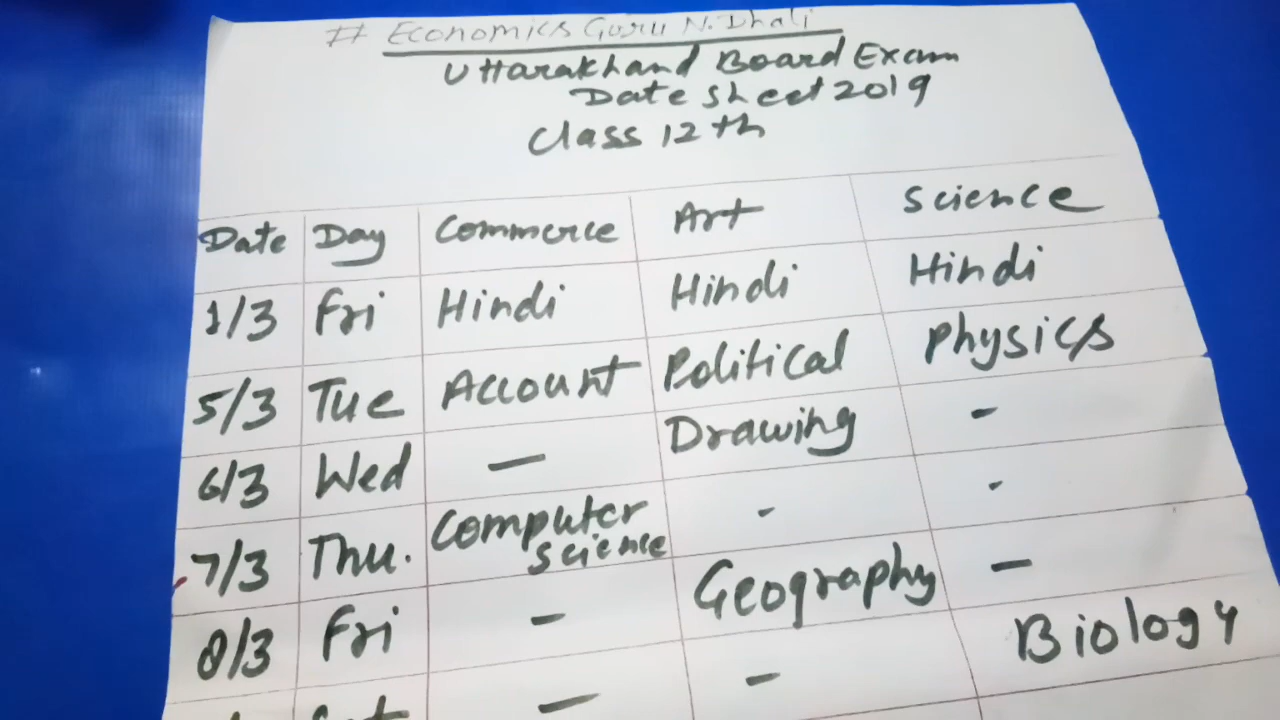 # Economics Guru N. Dhali
Uttarakhand Board Exam
Date sheet 2019
Class 12th
Date Day Commerce Art Science
1/3 Fri Hindi Hindi Hindi
5/3 Tue Account Political Physics
6/3 Wed — Drawing -
7/3 Thu. Computer science - -
8/3 Fri - Geography —
— - Biology